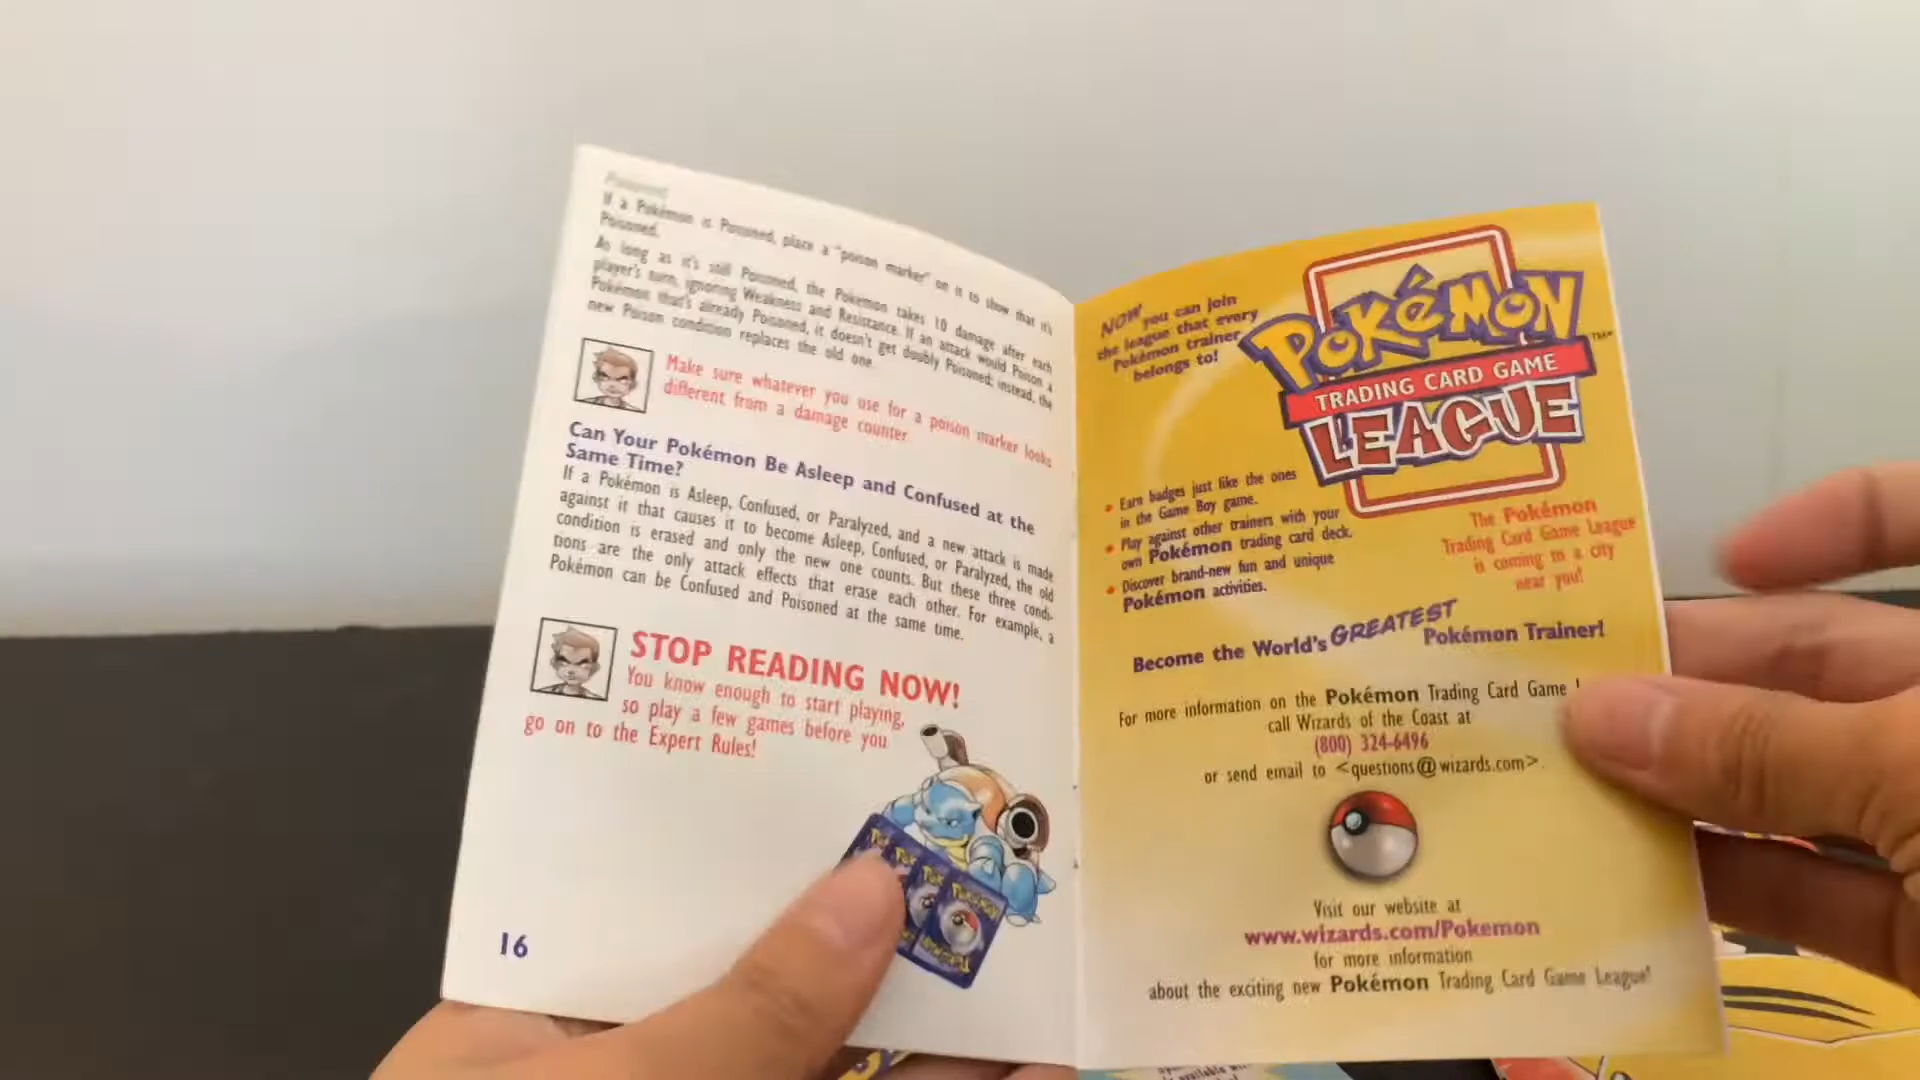 Poisoned
If a Pokémon is Poisoned, place a "poison marker" on it to show that it's
Poisoned.
As long as it's still Poisoned, the Pokémon takes 10 damage after each
player's turn, ignoring Weakness and Resistance. If an attack would Poison a
Pokémon that's already Poisoned, it doesn't get doubly Poisoned; instead, the
new Poison condition replaces the old one.
Make sure whatever you use for a poison marker looks
different from a damage counter.
Can Your Pokémon Be Asleep and Confused at the
Same Time?
If a Pokémon is Asleep, Confused, or Paralyzed, and a new attack is made
against it that causes it to become Asleep, Confused, or Paralyzed, the old
condition is erased and only the new one counts. But these three condi-
tions are the only attack effects that erase each other. For example, a
Pokémon can be Confused and Poisoned at the same time.
STOP READING NOW!
You know enough to start playing,
so play a few games before you
go on to the Expert Rules!
16
NOW you can join
the league that every
Pokémon trainer
belongs to!
POKéMON
TRADING CARD GAME
LEAGUE
• Earn badges just like the ones
in the Game Boy game.
• Play against other trainers with your
own Pokémon trading card deck.
• Discover brand-new fun and unique
Pokémon activities.
The Pokémon
Trading Card Game League
is coming to a city
near you!
Become the World's GREATEST
Pokémon Trainer!
For more information on the Pokémon Trading Card Game
call Wizards of the Coast at
(800) 324-6496
or send email to <questions@wizards.com>.
Visit our website at
www.wizards.com/Pokemon
for more information
about the exciting new Pokémon Trading Card Game League!